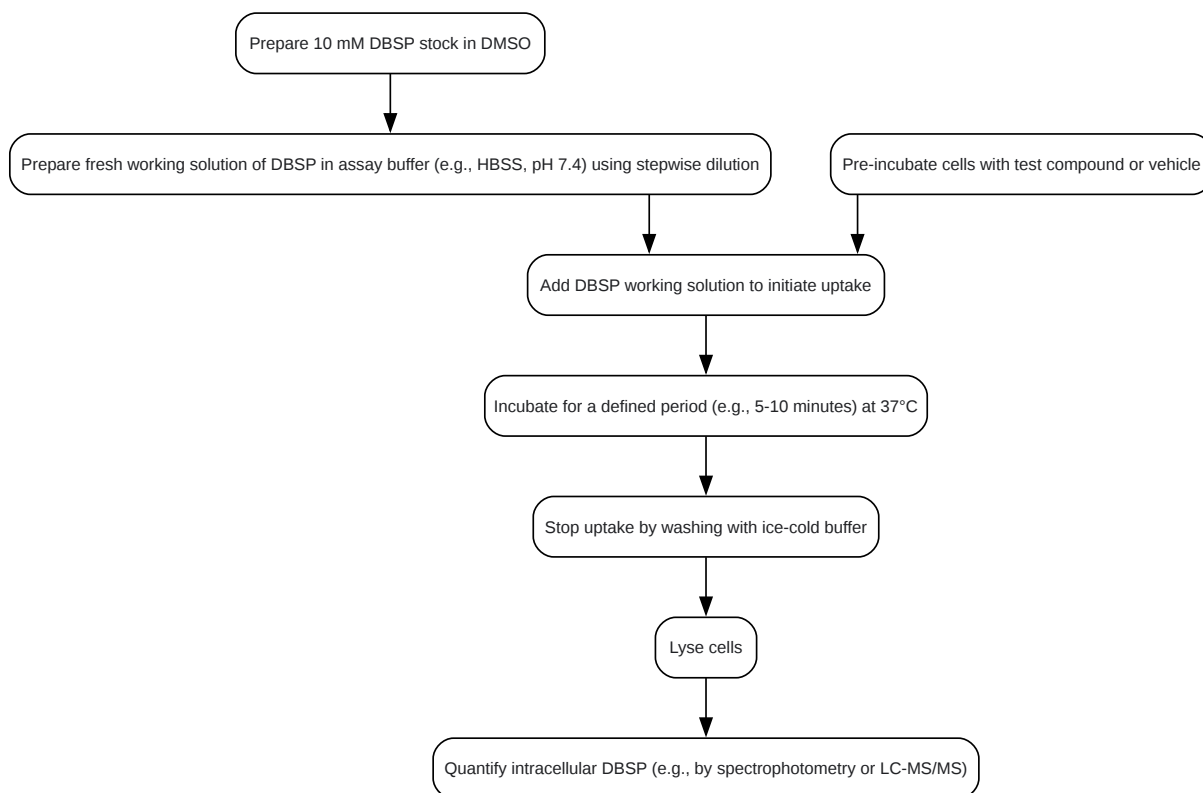 Prepare 10 mM DBSP stock in DMSO
Prepare fresh working solution of DBSP in assay buffer (e.g., HBSS, pH 7.4) using stepwise dilution
Pre-incubate cells with test compound or vehicle
Add DBSP working solution to initiate uptake
Incubate for a defined period (e.g., 5-10 minutes) at 37°C
Stop uptake by washing with ice-cold buffer
Lyse cells
Quantify intracellular DBSP (e.g., by spectrophotometry or LC-MS/MS)